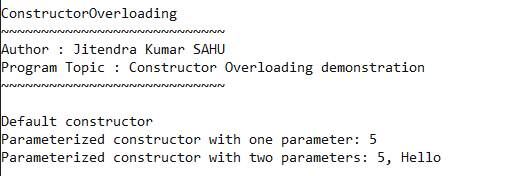 ConstructorOverloading
~~~~~~~~~~~~~~~~~~~~~~~~~~~~
Author : Jitendra Kumar SAHU
Program Topic : Constructor Overloading demonstration
~~~~~~~~~~~~~~~~~~~~~~~~~~~~
Default constructor
Parameterized constructor with one parameter: 5
Parameterized constructor with two parameters: 5, Hello